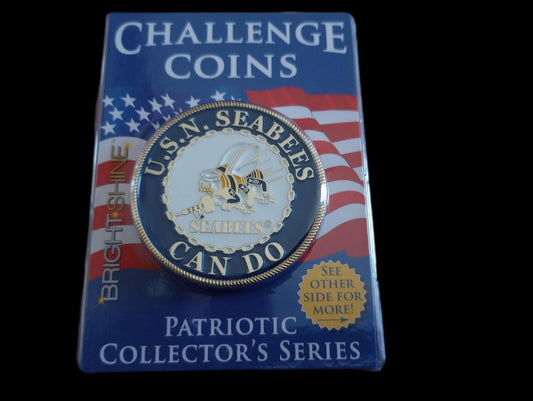 CHALLENGE
COINS
U.S.N. SEABEES
SEABEES®
CAN DO
BRIGHT SHINE
SEE
OTHER
SIDE FOR
MORE!
PATRIOTIC
COLLECTOR'S SERIES